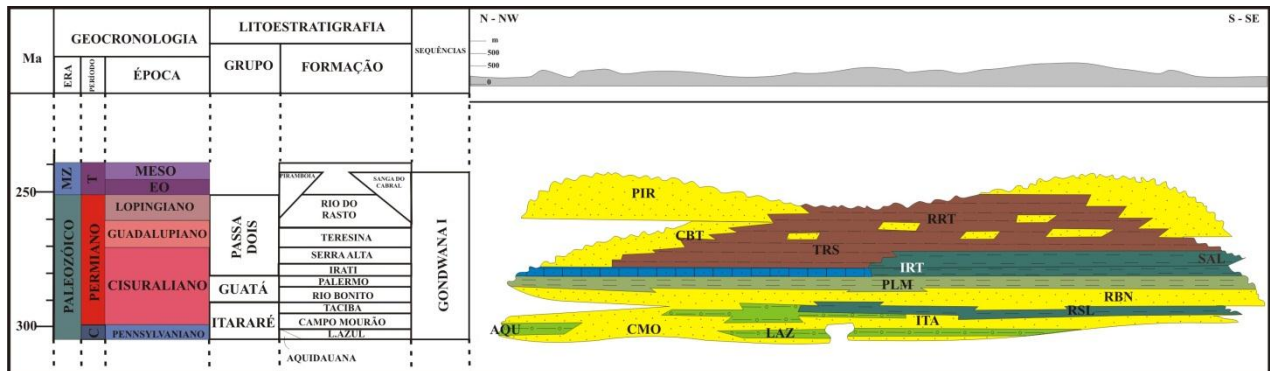 Ma
GEOCRONOLOGIA
ERA
PERÍODO
ÉPOCA
LITOESTRATIGRAFIA
GRUPO
FORMAÇÃO
SEQUÊNCIAS
N - NW
S - SE
m
500
500
0
250
300
MZ
PALEOZÓICO
T
PERMIANO
C
MESO
EO
LOPINGIANO
GUADALUPIANO
CISURALIANO
PENNSYLVANIANO
PASSA
DOIS
GUATÁ
ITARARÉ
PIRAMBOIA
SANGA DO
CABRAL
RIO DO
RASTO
TERESINA
SERRA ALTA
IRATI
PALERMO
RIO BONITO
TACIBA
CAMPO MOURÃO
L.AZUL
AQUIDAUANA
GONDWANA I
PIR
CBT
RRT
TRS
SAL
IRT
PLM
RBN
RSL
ITA
AQU
CMO
LAZ